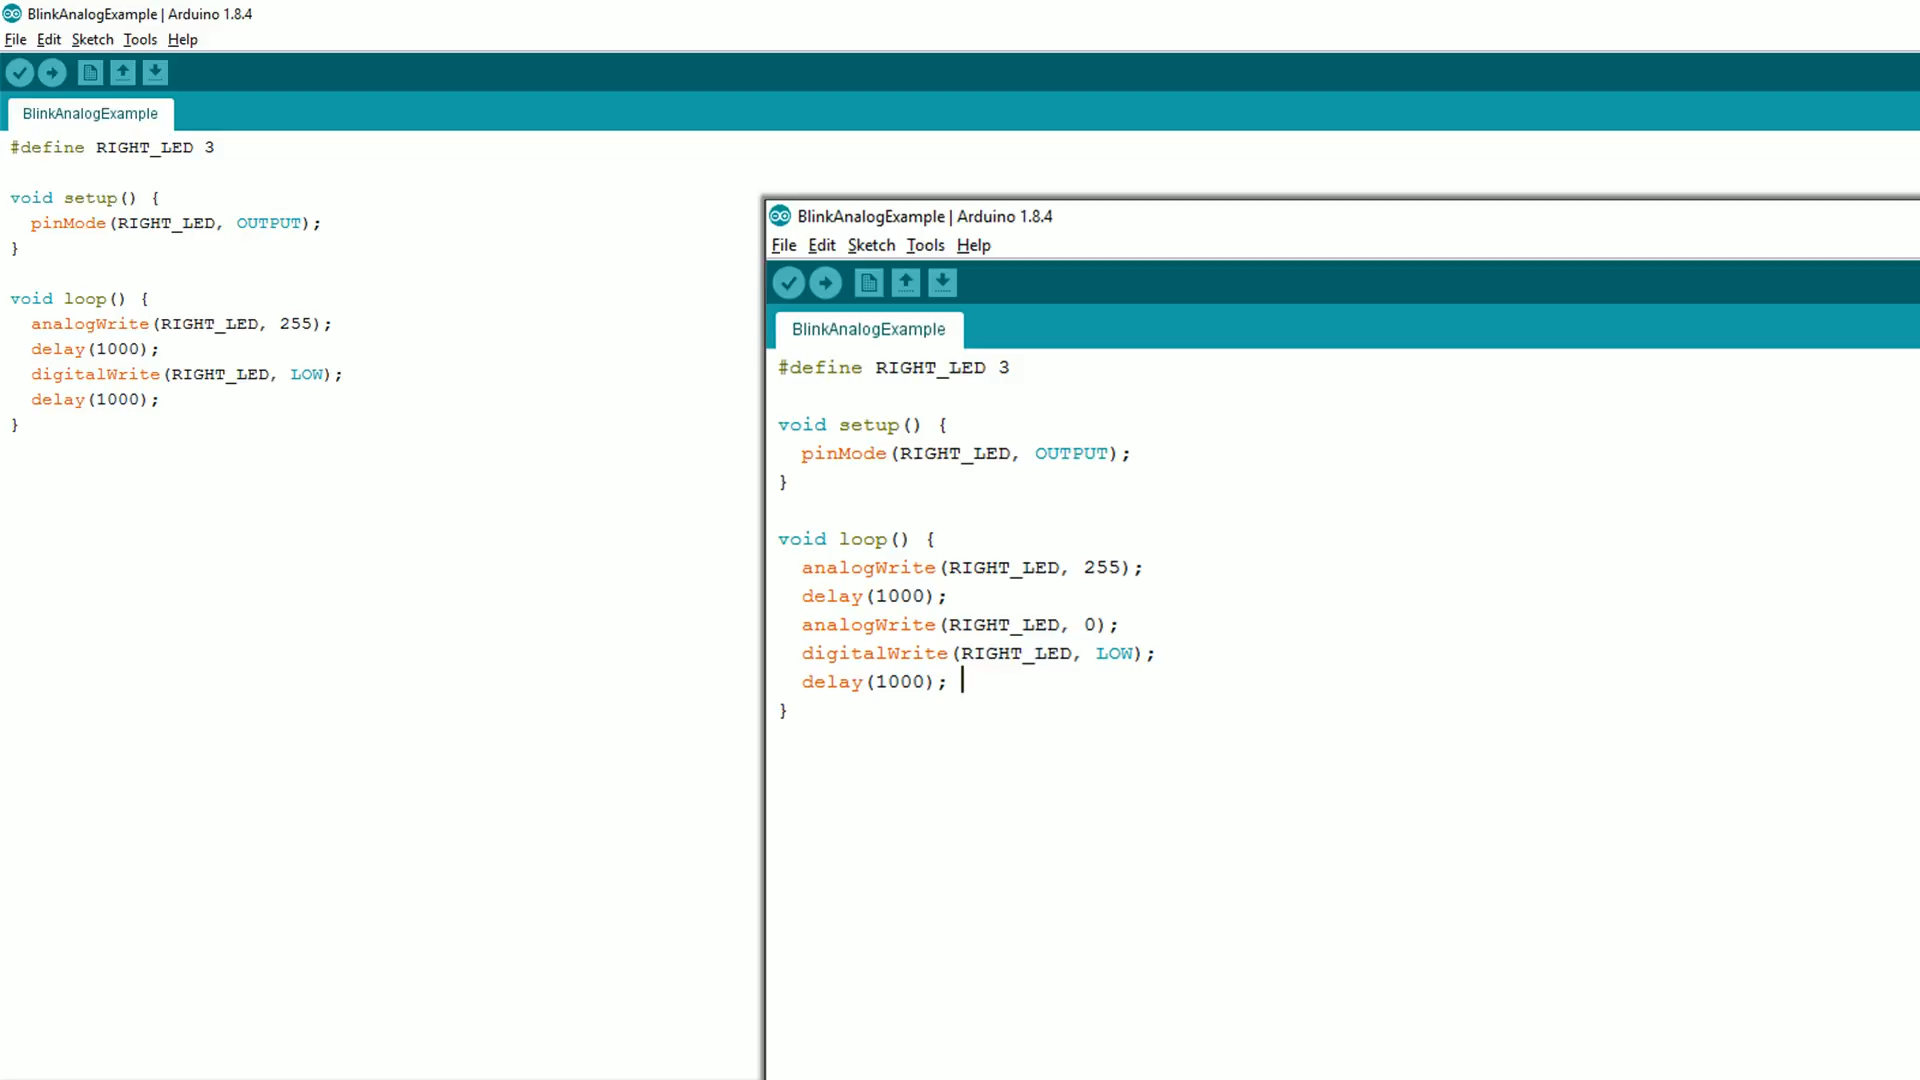 BlinkAnalogExample | Arduino 1.8.4
File Edit Sketch Tools Help
BlinkAnalogExample
#define RIGHT_LED 3
void setup() {
  pinMode(RIGHT_LED, OUTPUT);
}
void loop() {
  analogWrite(RIGHT_LED, 255);
  delay(1000);
  digitalWrite(RIGHT_LED, LOW);
  delay(1000);
}
BlinkAnalogExample | Arduino 1.8.4
File Edit Sketch Tools Help
BlinkAnalogExample
#define RIGHT_LED 3
void setup() {
  pinMode(RIGHT_LED, OUTPUT);
}
void loop() {
  analogWrite(RIGHT_LED, 255);
  delay(1000);
  analogWrite(RIGHT_LED, 0);
  digitalWrite(RIGHT_LED, LOW);
  delay(1000);
}